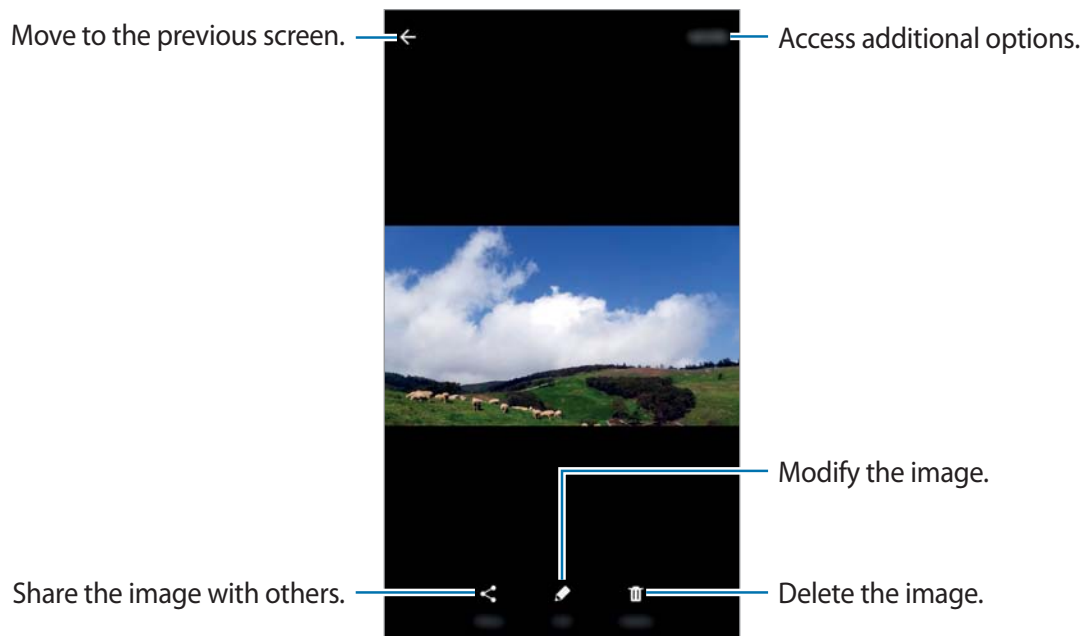 Move to the previous screen.
Access additional options.
Modify the image.
Share the image with others.
Delete the image.